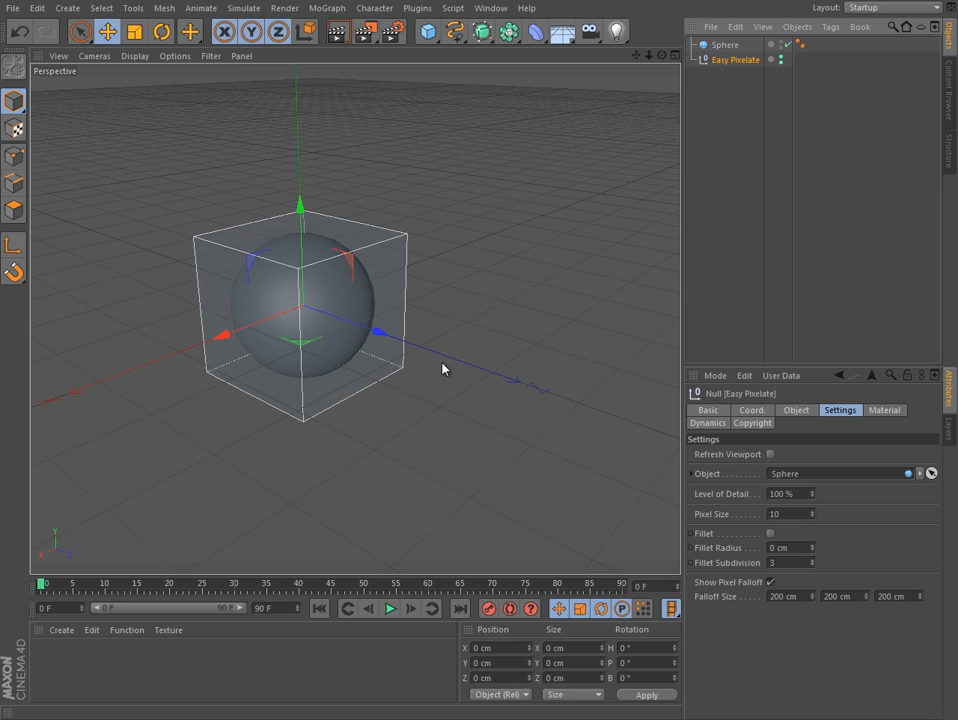 File Edit Create Select Tools Mesh Animate Simulate Render MoGraph Character Plugins Script Window Help Layout: Startup
File Edit View Objects Tags Book
View Cameras Display Options Filter Panel
Perspective
Sphere
Easy Pixelate
Objects
Content Browser
Structure
Y
X Z
Mode Edit User Data
Null [Easy Pixelate]
Basic Coord. Object Settings Material
Dynamics Copyright
Settings
Refresh Viewport
Object Sphere
Level of Detail 100 %
Pixel Size 10
Fillet
Fillet Radius 0 cm
Fillet Subdivision 3
Show Pixel Falloff
Falloff Size 200 cm 200 cm 200 cm
Attributes
Layers
0 5 10 15 20 25 30 35 40 45 50 55 60 65 70 75 80 85 90 0 F
0 F 0 F 90 F 90 F
Create Edit Function Texture
Position Size Rotation
X 0 cm X 0 cm H 0 °
Y 0 cm Y 0 cm P 0 °
Z 0 cm Z 0 cm B 0 °
Object (Rel) Size Apply
MAXON
CINEMA 4D